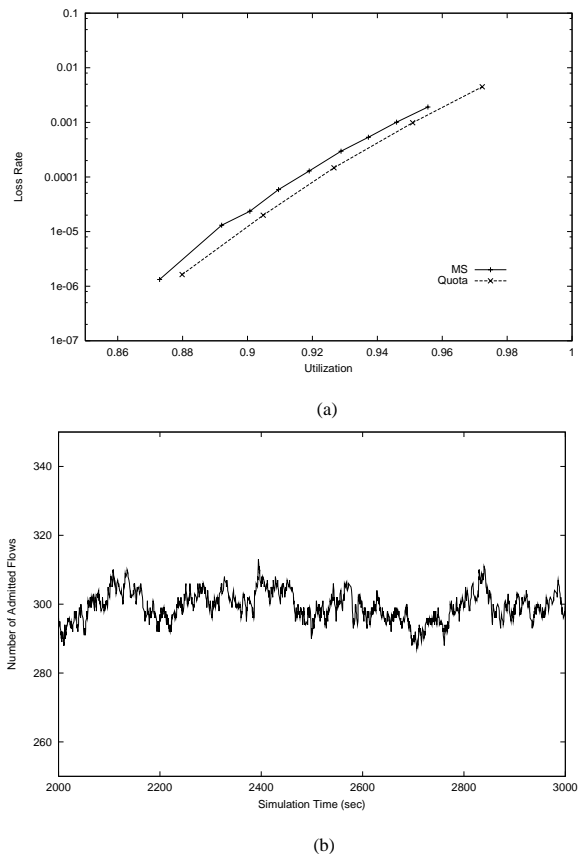 0.1
0.01
0.001
0.0001
1e-05
1e-06
1e-07
Loss Rate
MS
Quota
0.86 0.88 0.9 0.92 0.94 0.96 0.98 1
Utilization
(a)
340
320
300
280
260
Number of Admitted Flows
2000 2200 2400 2600 2800 3000
Simulation Time (sec)
(b)